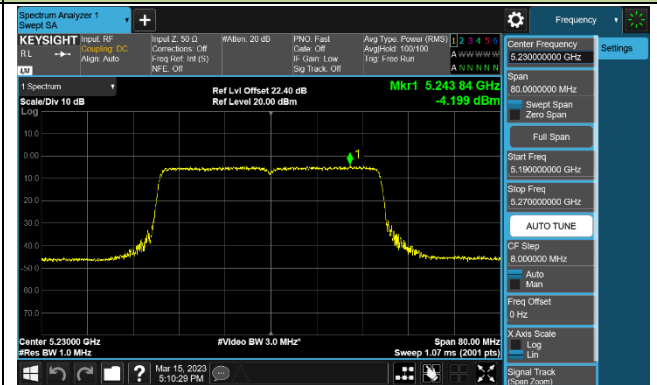 Spectrum Analyzer 1
Swept SA
Frequency
KEYSIGHT
RL
Input: RF
Coupling: DC
Align: Auto
Input Z: 50 Ω
Corrections: Off
Freq Ref: Int (S)
NFE: Off
#Atten: 20 dB
PNO: Fast
Gate: Off
IF Gain: Low
Sig Track: Off
Avg Type: Power (RMS)
Avg|Hold: 100/100
Trig: Free Run
1 2 3 4 5 6
A W W W W W
A N N N N N
Center Frequency
5.230000000 GHz
Settings
Span
80.0000000 MHz
Swept Span
Zero Span
Full Span
Start Freq
5.190000000 GHz
Stop Freq
5.270000000 GHz
AUTO TUNE
CF Step
8.000000 MHz
Auto
Man
Freq Offset
0 Hz
X Axis Scale
Log
Lin
Signal Track
(Span Zoom)
1 Spectrum
Scale/Div 10 dB
Log
Ref Lvl Offset 22.40 dB
Ref Level 20.00 dBm
Mkr1 5.243 84 GHz
-4.199 dBm
1
10.0
0.00
10.0
20.0
30.0
40.0
-50.0
60.0
70.0
Center 5.23000 GHz
#Res BW 1.0 MHz
#Video BW 3.0 MHz*
Span 80.00 MHz
Sweep 1.07 ms (2001 pts)
?
Mar 15, 2023
5:10:29 PM